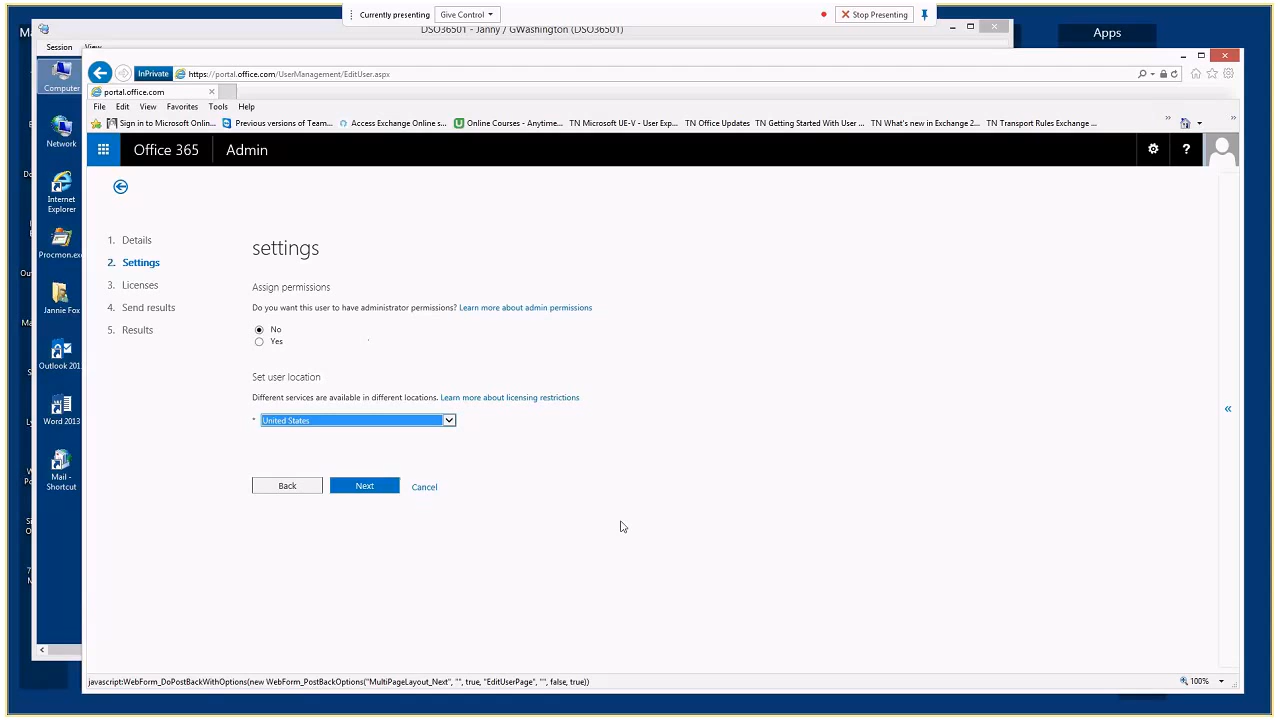 Currently presenting
Give Control
Stop Presenting
DSO36501 - Janny / GWashington (DSO36501)
Apps
Session
View
InPrivate
https://portal.office.com/UserManagement/EditUser.aspx
portal.office.com
File Edit View Favorites Tools Help
Sign in to Microsoft Onlin... Previous versions of Team... Access Exchange Online s... Online Courses - Anytime... TN Microsoft UE-V - User Exp... TN Office Updates TN Getting Started With User ... TN What's new in Exchange 2... TN Transport Rules Exchange ...
Office 365
Admin
?
Computer
Network
Internet
Explorer
Procmon.exe
Jannie Fox
Outlook 201
Word 2013
Mail -
Shortcut
1. Details
2. Settings
3. Licenses
4. Send results
5. Results
settings
Assign permissions
Do you want this user to have administrator permissions? Learn more about admin permissions
No
Yes
Set user location
Different services are available in different locations. Learn more about licensing restrictions
* United States
Back
Next
Cancel
javascript:WebForm_DoPostBackWithOptions(new WebForm_PostBackOptions("MultiPageLayout_Next", "", true, "EditUserPage", "", false, true))
100%